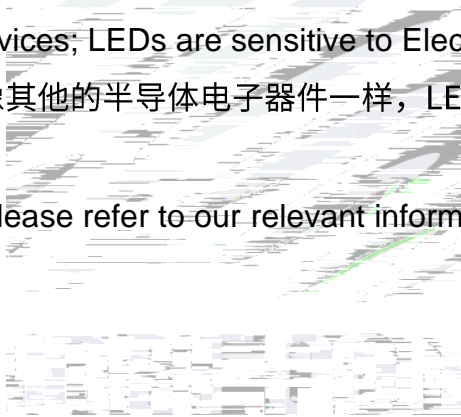 vices; LEDs are sensitive to Elec
其他的半导体电子器件一样，LE
lease refer to our relevant inform